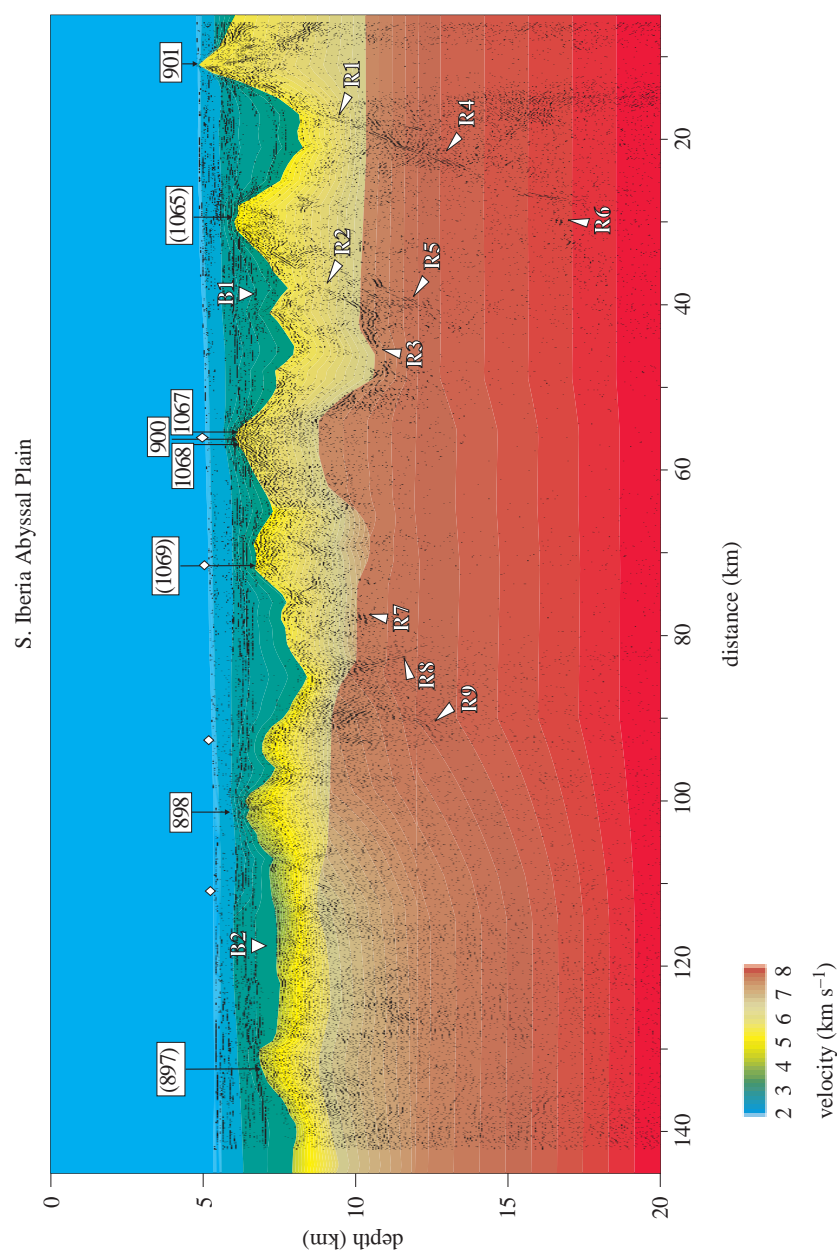 S. Iberia Abyssal Plain
(897)
898
(1069)
1068
900
1067
(1065)
901
B2
B1
R1
R2
R3
R4
R5
R6
R7
R8
R9
0
5
10
15
20
depth (km)
140
120
100
80
60
40
20
distance (km)
2 3 4 5 6 7 8
velocity (km s⁻¹)